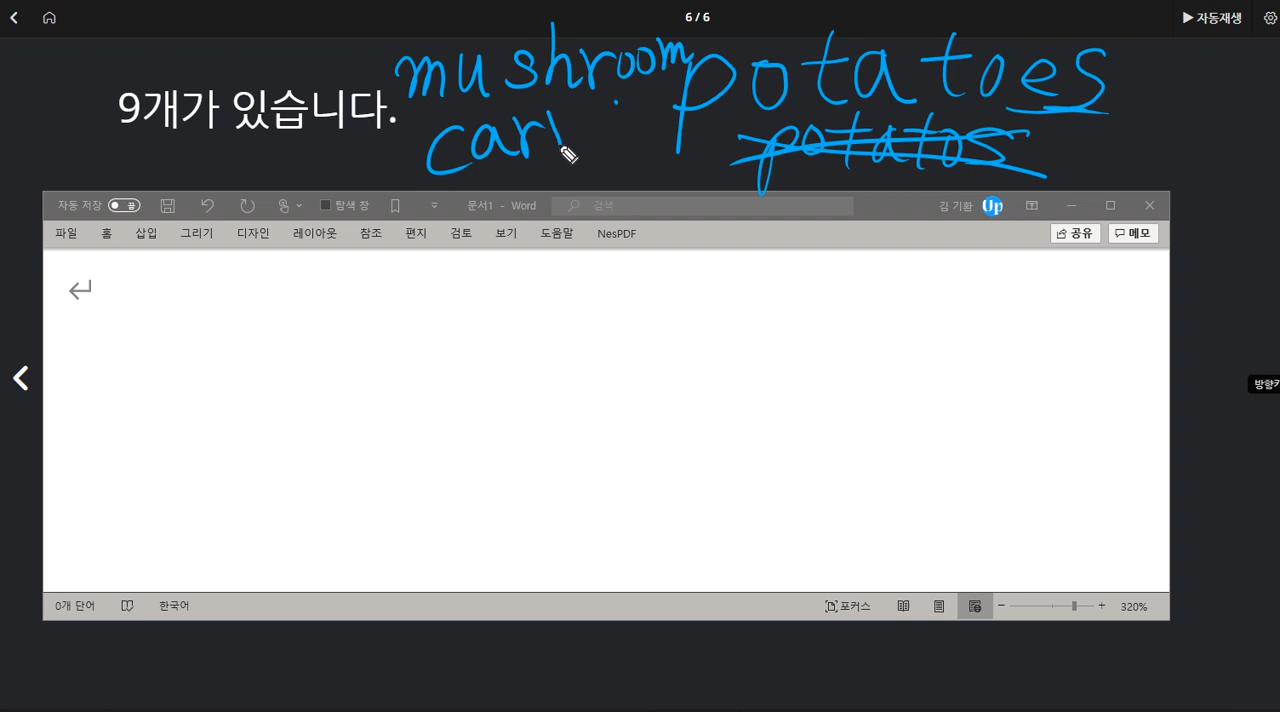 6 / 6
▶ 자동재생
mushroom potatoes
9개가 있습니다.
car
potatos
자동 저장 끔 탐색 창 문서1 - Word 검색 김 기환 Up
파일 홈 삽입 그리기 디자인 레이아웃 참조 편지 검토 보기 도움말 NesPDF 공유 메모
방향키
0개 단어 한국어 포커스 320%